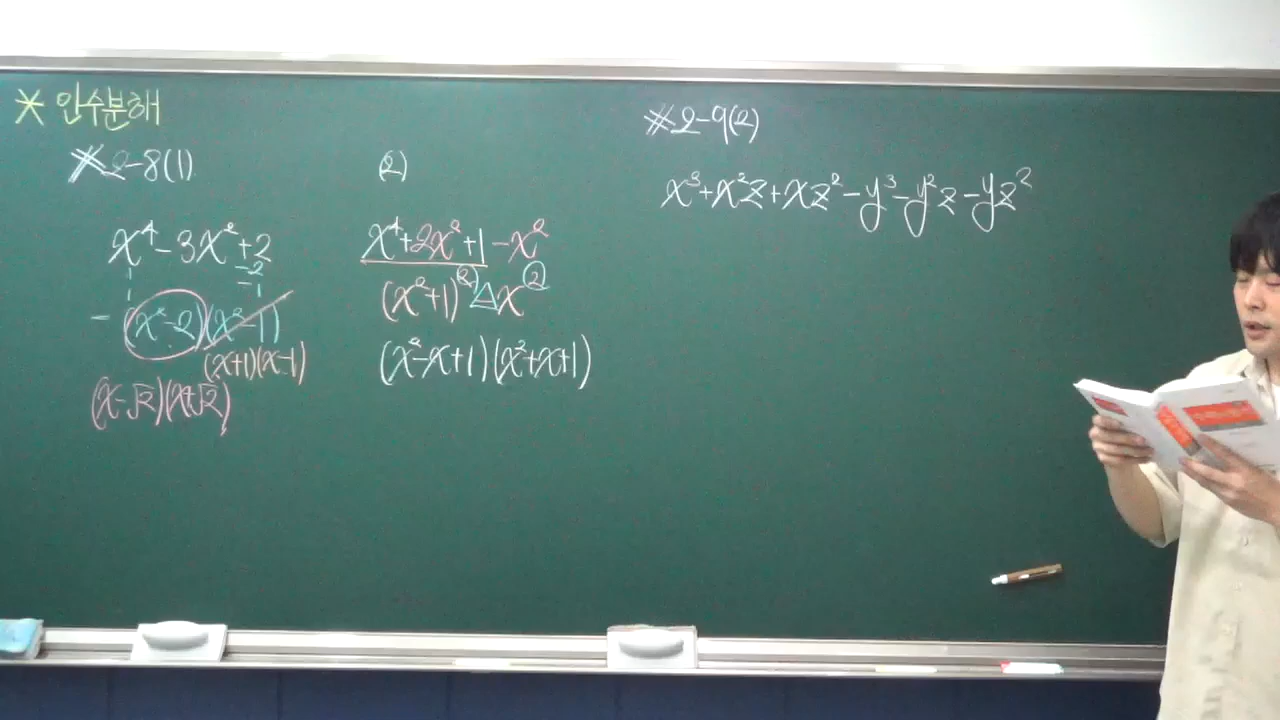 * 인수분해
※2-8(1)
x⁴-3x²+2
-2
-1
- (x²-2)(x²-1)
(x+1)(x-1)
(x-√2)(x+√2)
(2)
x⁴+2x²+1-x²
(x²+1)²-x²
(x²-x+1)(x²+x+1)
※2-9(2)
x³+x²z+xz²-y³-y²z-yz²